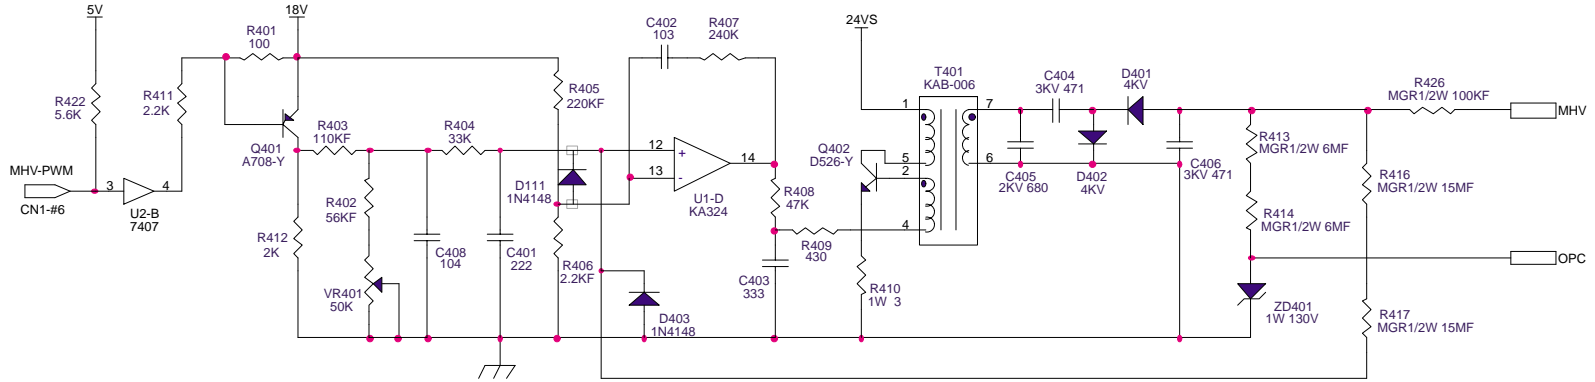 5V
18V
R401
100
R422
5.6K
R411
2.2K
Q401
A708-Y
MHV-PWM
CN1-#6
3
4
U2-B
7407
R403
110KF
R404
33K
R402
56KF
R412
2K
VR401
50K
C408
104
C401
222
R405
220KF
D111
1N4148
R406
2.2KF
D403
1N4148
C402
103
R407
240K
12
+
13
-
14
U1-D
KA324
R408
47K
R409
430
C403
333
24VS
Q402
D526-Y
R410
1W 3
T401
KAB-006
1
5
2
4
7
6
C404
3KV 471
D401
4KV
C405
2KV 680
D402
4KV
C406
3KV 471
R426
MGR1/2W 100KF
MHV
R413
MGR1/2W 6MF
R414
MGR1/2W 6MF
R416
MGR1/2W 15MF
OPC
ZD401
1W 130V
R417
MGR1/2W 15MF